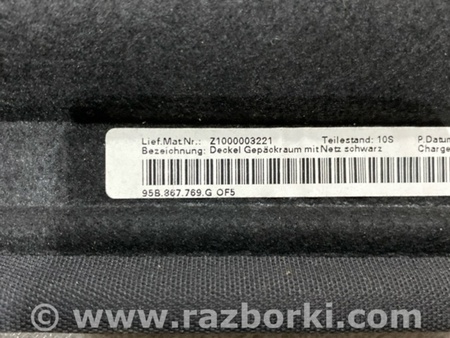 Lief.Mat.Nr.: Z1000003221 Teilestand: 10S P.Datum
Bezeichnung: Deckel Gepäckraum mit Netz schwarz Charge
95B.867.769.G OF5
© www.razborki.com